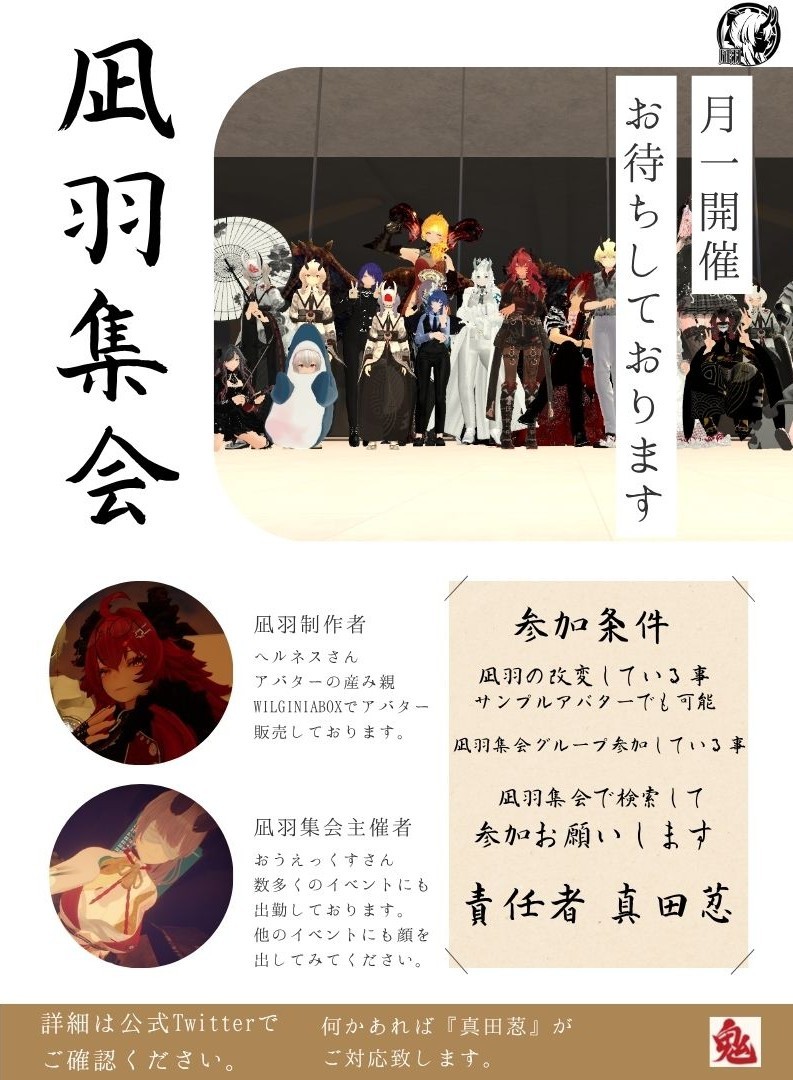 凪羽集会
月一開催
お待ちしております
凪羽
凪羽制作者
ヘルネスさん
アバターの産み親
WILGINIABOXでアバター
販売しております。
凪羽集会主催者
おうえっくすさん
数多くのイベントにも
出勤しております。
他のイベントにも顔を
出してみてください。
参加条件
凪羽の改変している事
サンプルアバターでも可能
凪羽集会グループ参加している事
凪羽集会で検索して
参加お願いします
責任者 真田葱
詳細は公式Twitterで
ご確認ください。
何かあれば『真田葱』が
ご対応致します。
鬼